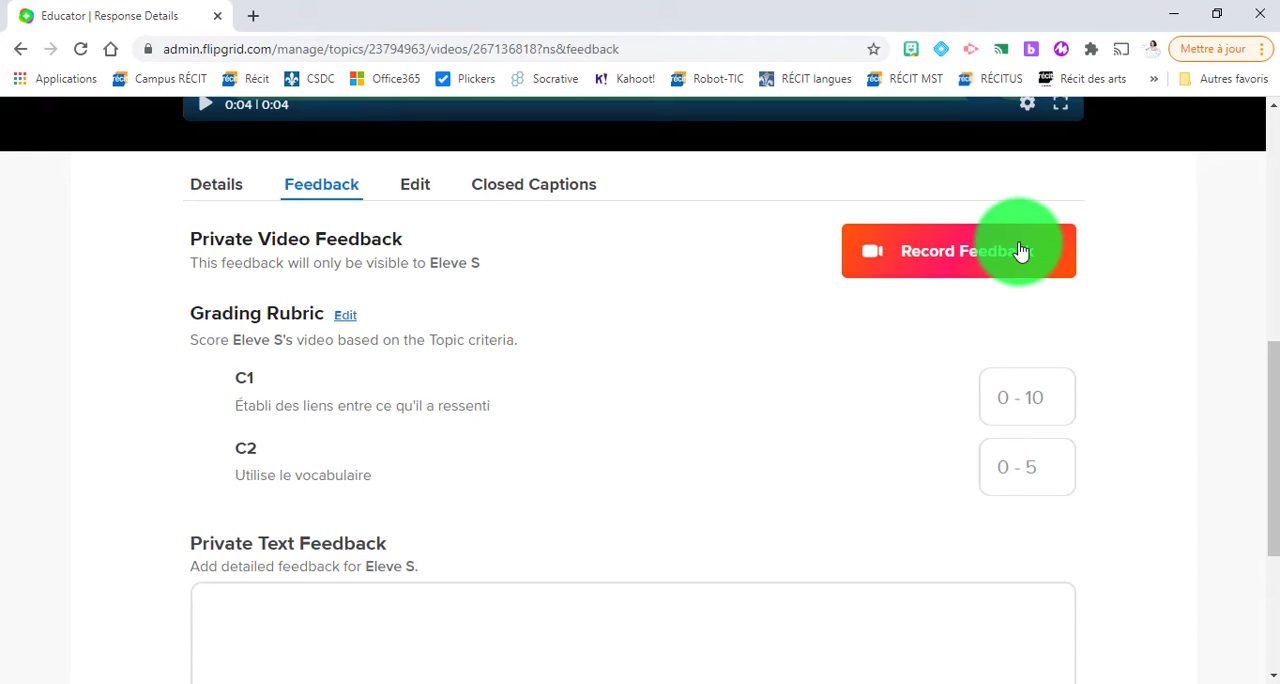 Educator | Response Details
admin.flipgrid.com/manage/topics/23794963/videos/267136818?ns&feedback
Mettre à jour
Applications Campus RÉCIT Récit CSDC Office365 Plickers Socrative K! Kahoot! Robot-TIC RÉCIT langues RÉCIT MST RÉCITUS Récit des arts » Autres favoris
0:04 | 0:04
Details Feedback Edit Closed Captions
Private Video Feedback
This feedback will only be visible to Eleve S
Record Feedback
Grading Rubric Edit
Score Eleve S's video based on the Topic criteria.
C1
Établi des liens entre ce qu'il a ressenti
0 - 10
C2
Utilise le vocabulaire
0 - 5
Private Text Feedback
Add detailed feedback for Eleve S.